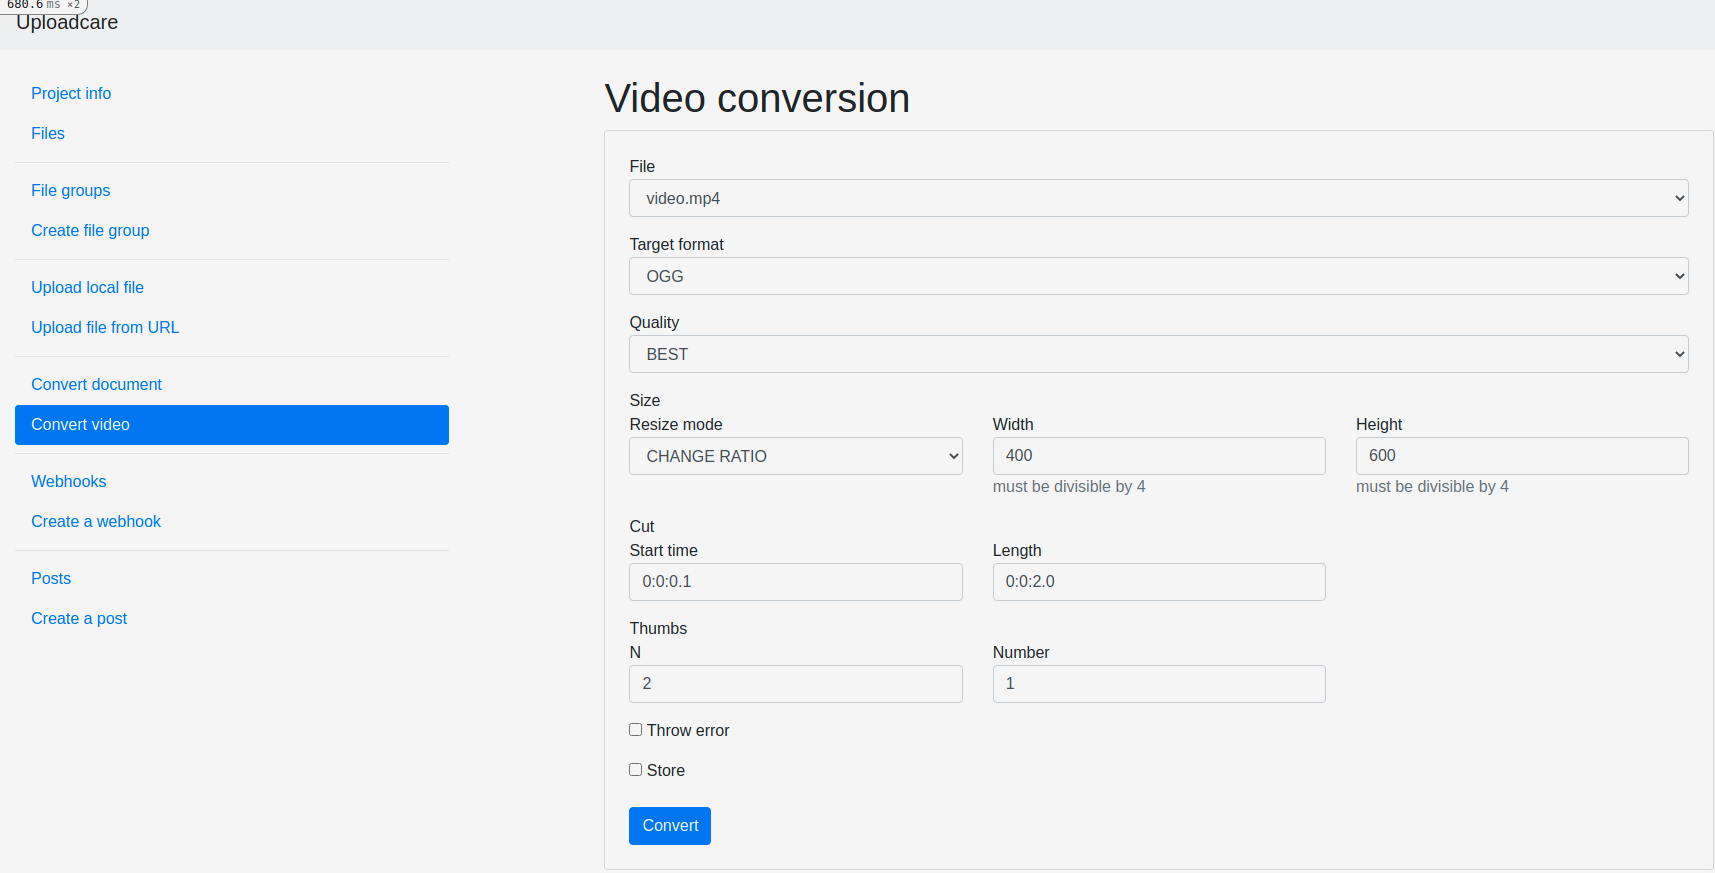 680.6 ms ×2
Uploadcare
Project info
Files
File groups
Create file group
Upload local file
Upload file from URL
Convert document
Convert video
Webhooks
Create a webhook
Posts
Create a post
Video conversion
File
video.mp4
Target format
OGG
Quality
BEST
Size
Resize mode Width Height
CHANGE RATIO 400 600
must be divisible by 4 must be divisible by 4
Cut
Start time Length
0:0:0.1 0:0:2.0
Thumbs
N Number
2 1
Throw error
Store
Convert